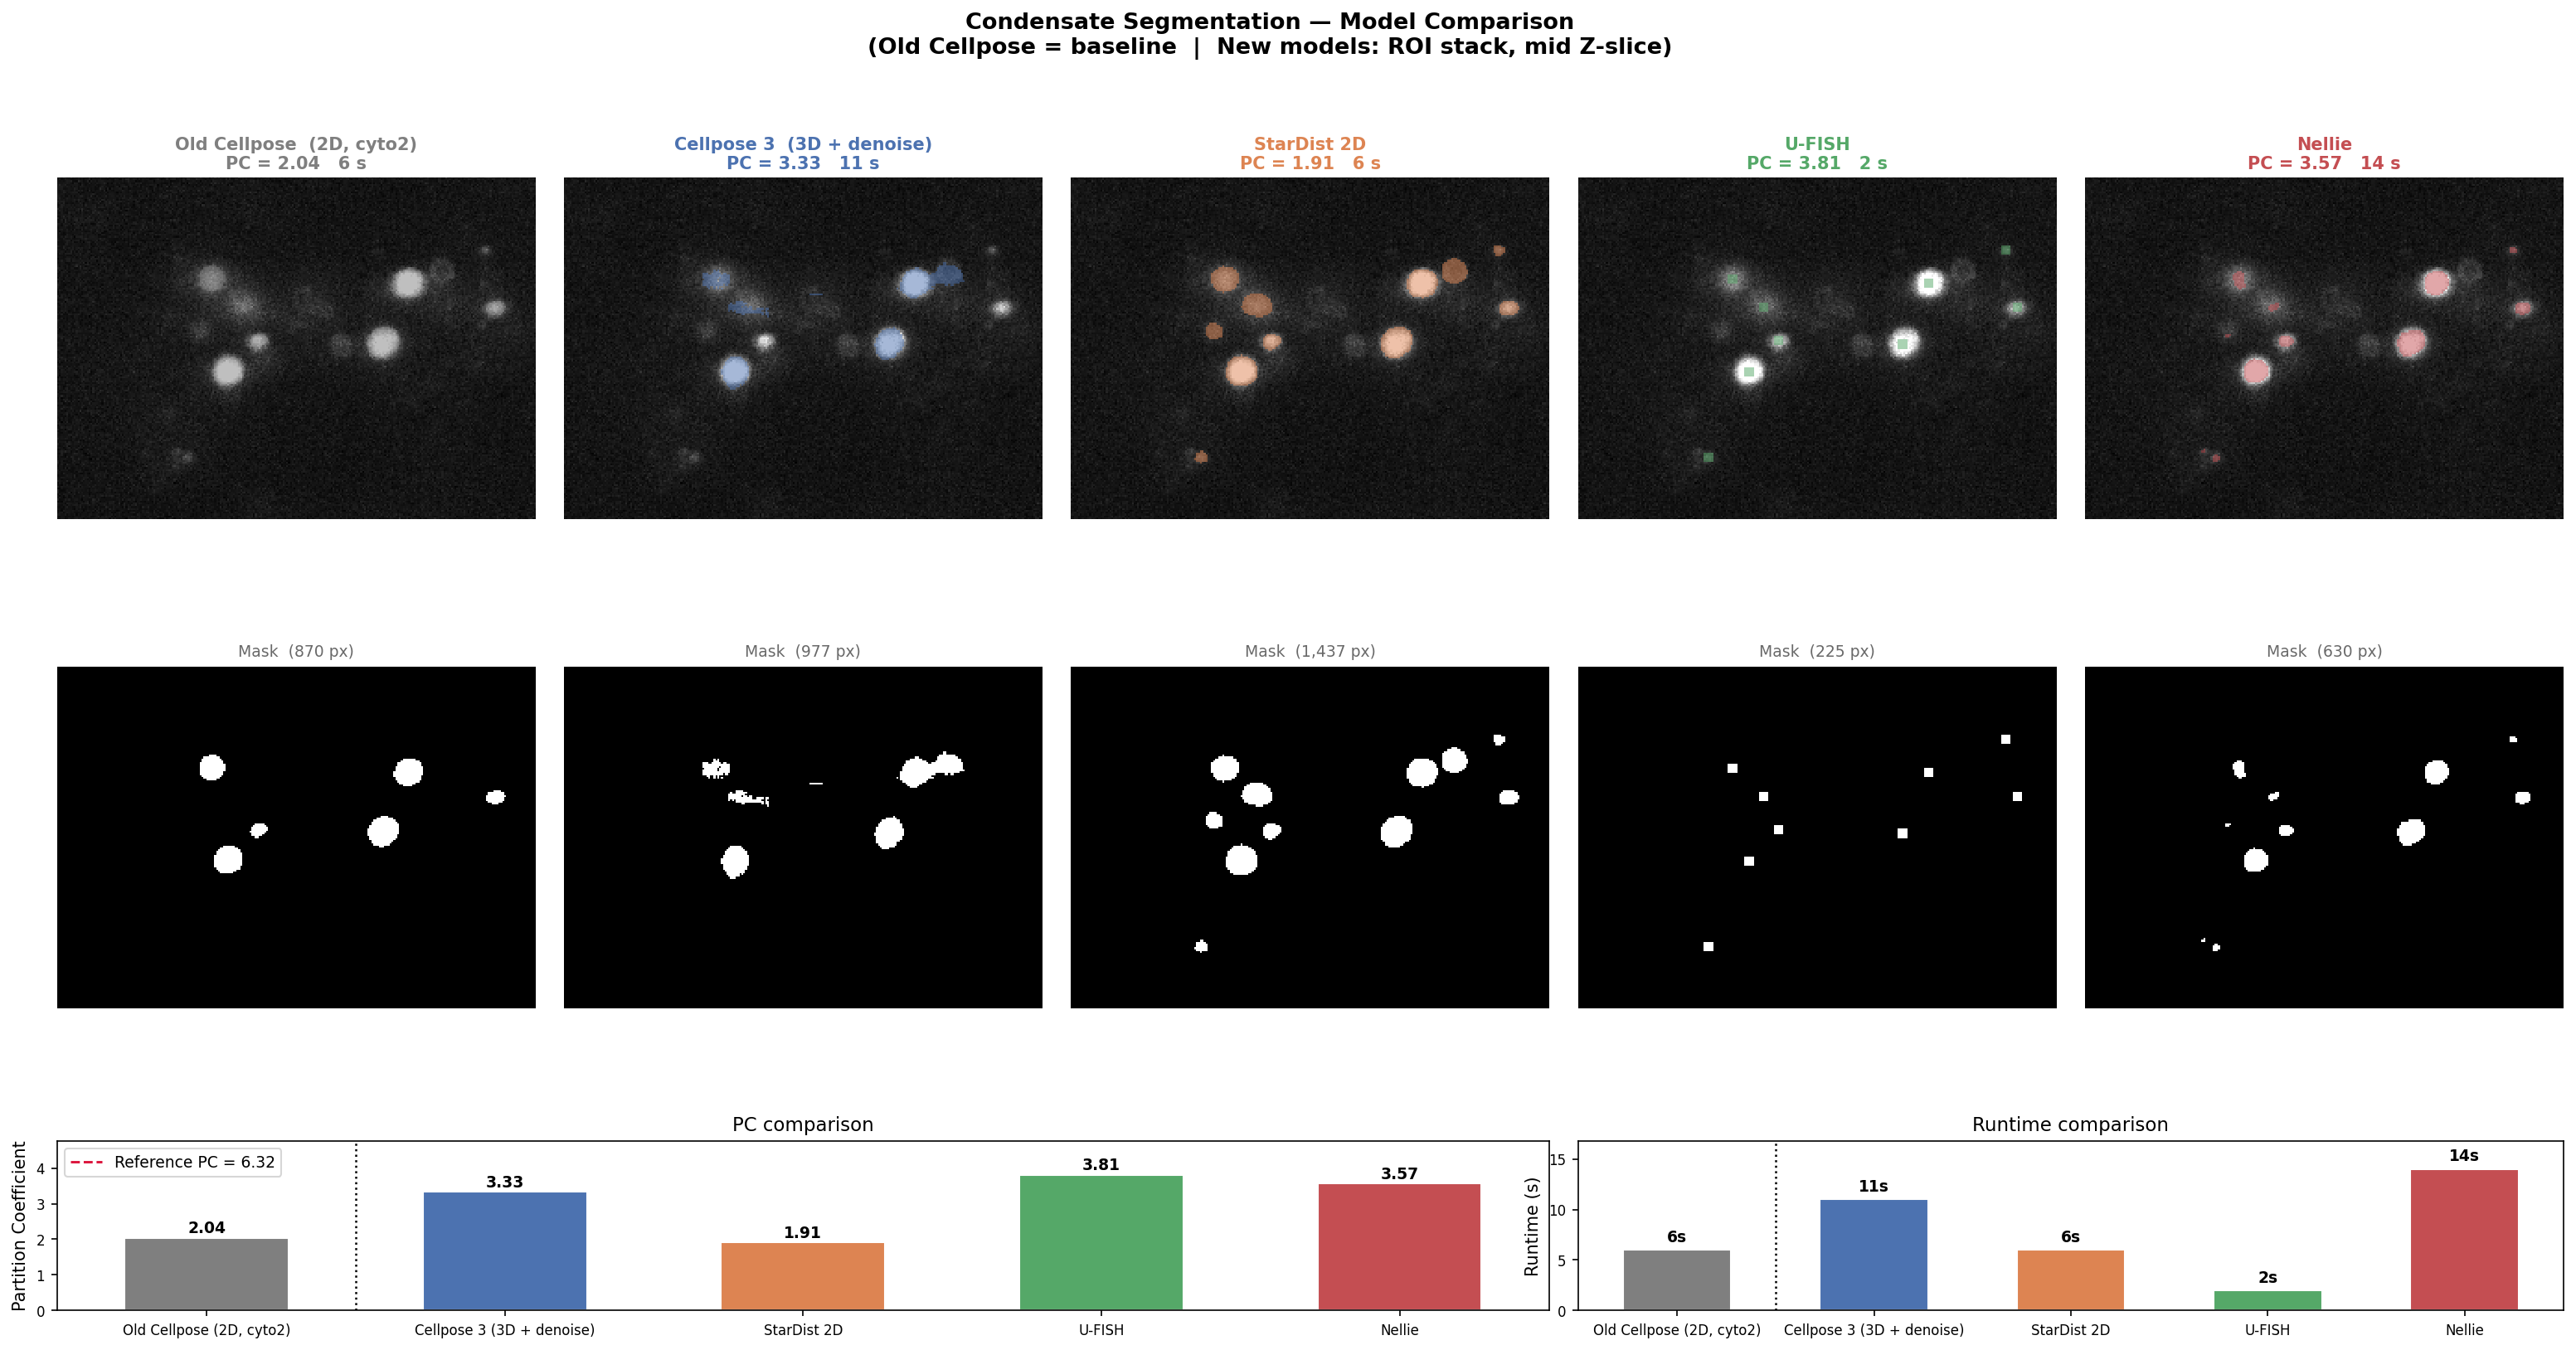 Condensate Segmentation — Model Comparison
(Old Cellpose = baseline | New models: ROI stack, mid Z-slice)
Old Cellpose (2D, cyto2)
PC = 2.04 6 s
Cellpose 3 (3D + denoise)
PC = 3.33 11 s
StarDist 2D
PC = 1.91 6 s
U-FISH
PC = 3.81 2 s
Nellie
PC = 3.57 14 s
Mask (870 px)
Mask (977 px)
Mask (1,437 px)
Mask (225 px)
Mask (630 px)
PC comparison
Partition Coefficient
4
3
2
1
0
Reference PC = 6.32
2.04
3.33
1.91
3.81
3.57
Old Cellpose (2D, cyto2)
Cellpose 3 (3D + denoise)
StarDist 2D
U-FISH
Nellie
Runtime comparison
Runtime (s)
15
10
5
0
6s
11s
6s
2s
14s
Old Cellpose (2D, cyto2)
Cellpose 3 (3D + denoise)
StarDist 2D
U-FISH
Nellie